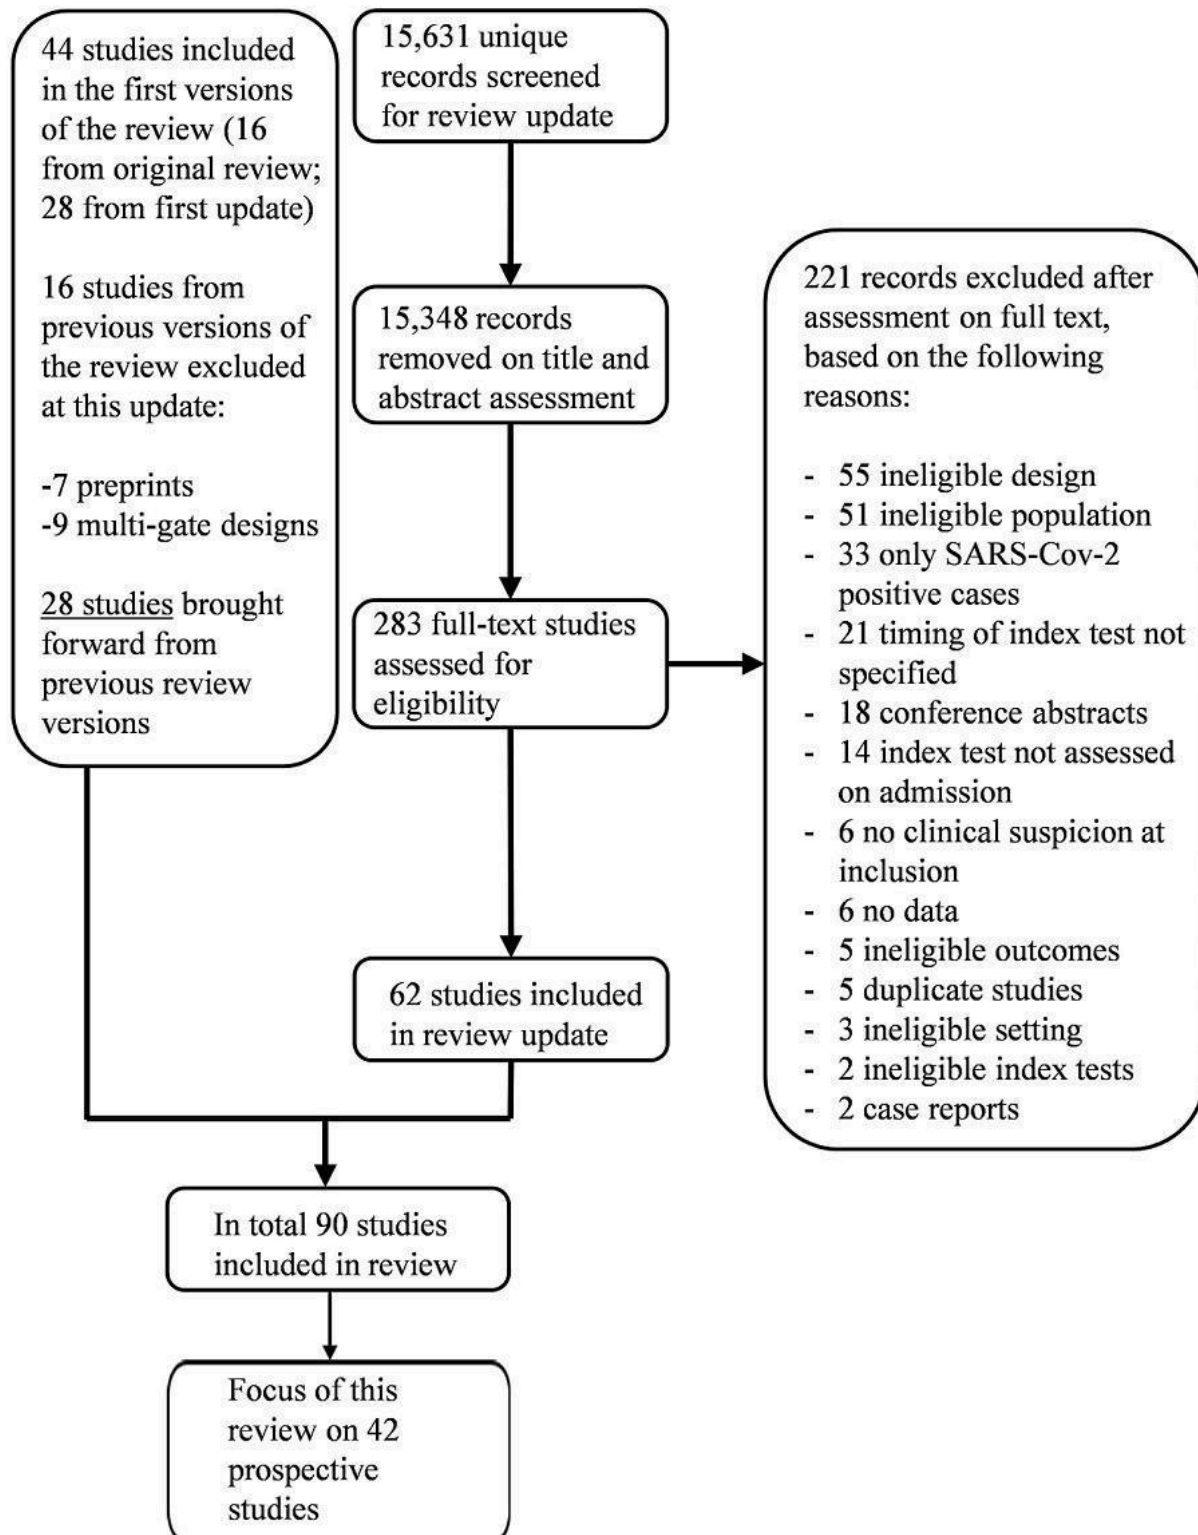 44 studies included
in the first versions
of the review (16
from original review;
28 from first update)
16 studies from
previous versions of
the review excluded
at this update:
-7 preprints
-9 multi-gate designs
28 studies brought
forward from
previous review
versions
15,631 unique
records screened
for review update
15,348 records
removed on title and
abstract assessment
283 full-text studies
assessed for
eligibility
221 records excluded after
assessment on full text,
based on the following
reasons:
- 55 ineligible design
- 51 ineligible population
- 33 only SARS-Cov-2
positive cases
- 21 timing of index test not
specified
- 18 conference abstracts
- 14 index test not assessed
on admission
- 6 no clinical suspicion at
inclusion
- 6 no data
- 5 ineligible outcomes
- 5 duplicate studies
- 3 ineligible setting
- 2 ineligible index tests
- 2 case reports
62 studies included
in review update
In total 90 studies
included in review
Focus of this
review on 42
prospective
studies